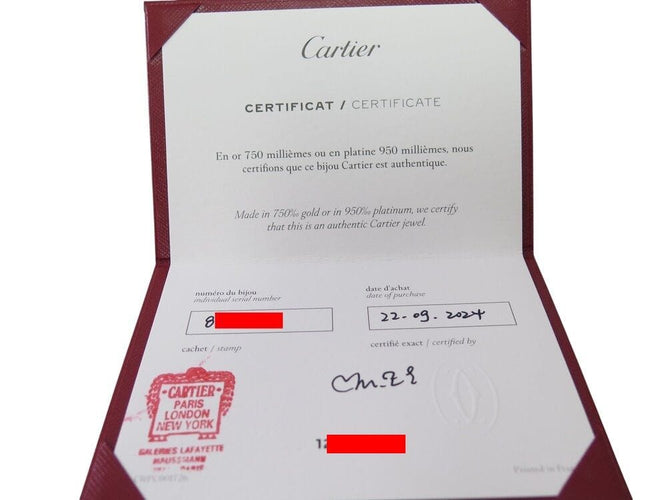 Cartier
CERTIFICAT / CERTIFICATE
En or 750 millièmes ou en platine 950 millièmes, nous
certifions que ce bijou Cartier est authentique.
Made in 750‰ gold or in 950‰ platinum, we certify
that this is an authentic Cartier jewel.
numéro du bijou
individual serial number
8
date d'achat
date of purchase
22-09.2024
cachet / stamp
certifié exact / certified by
CARTIER
PARIS
LONDON
NEW YORK
GALERIES LAFAYETTE
HAUSSMANN
PARIS
12
Printed in